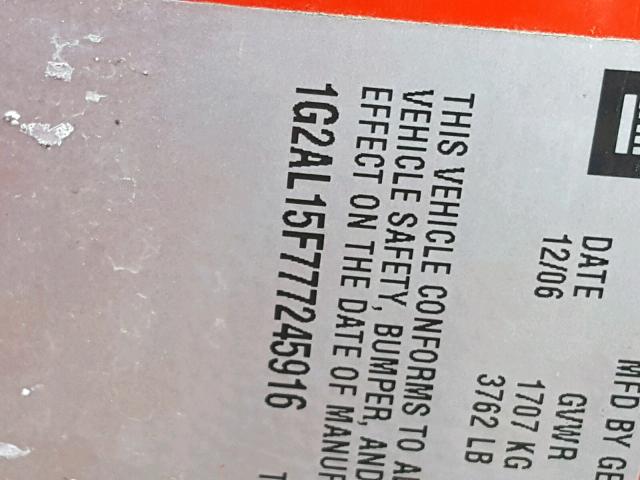 MFD BY GE
DATE GVWR
12/06 1707 KG
3762 LB
THIS VEHICLE CONFORMS TO A
VEHICLE SAFETY, BUMPER, AND
EFFECT ON THE DATE OF MANUF
1G2AL15F777245916
T